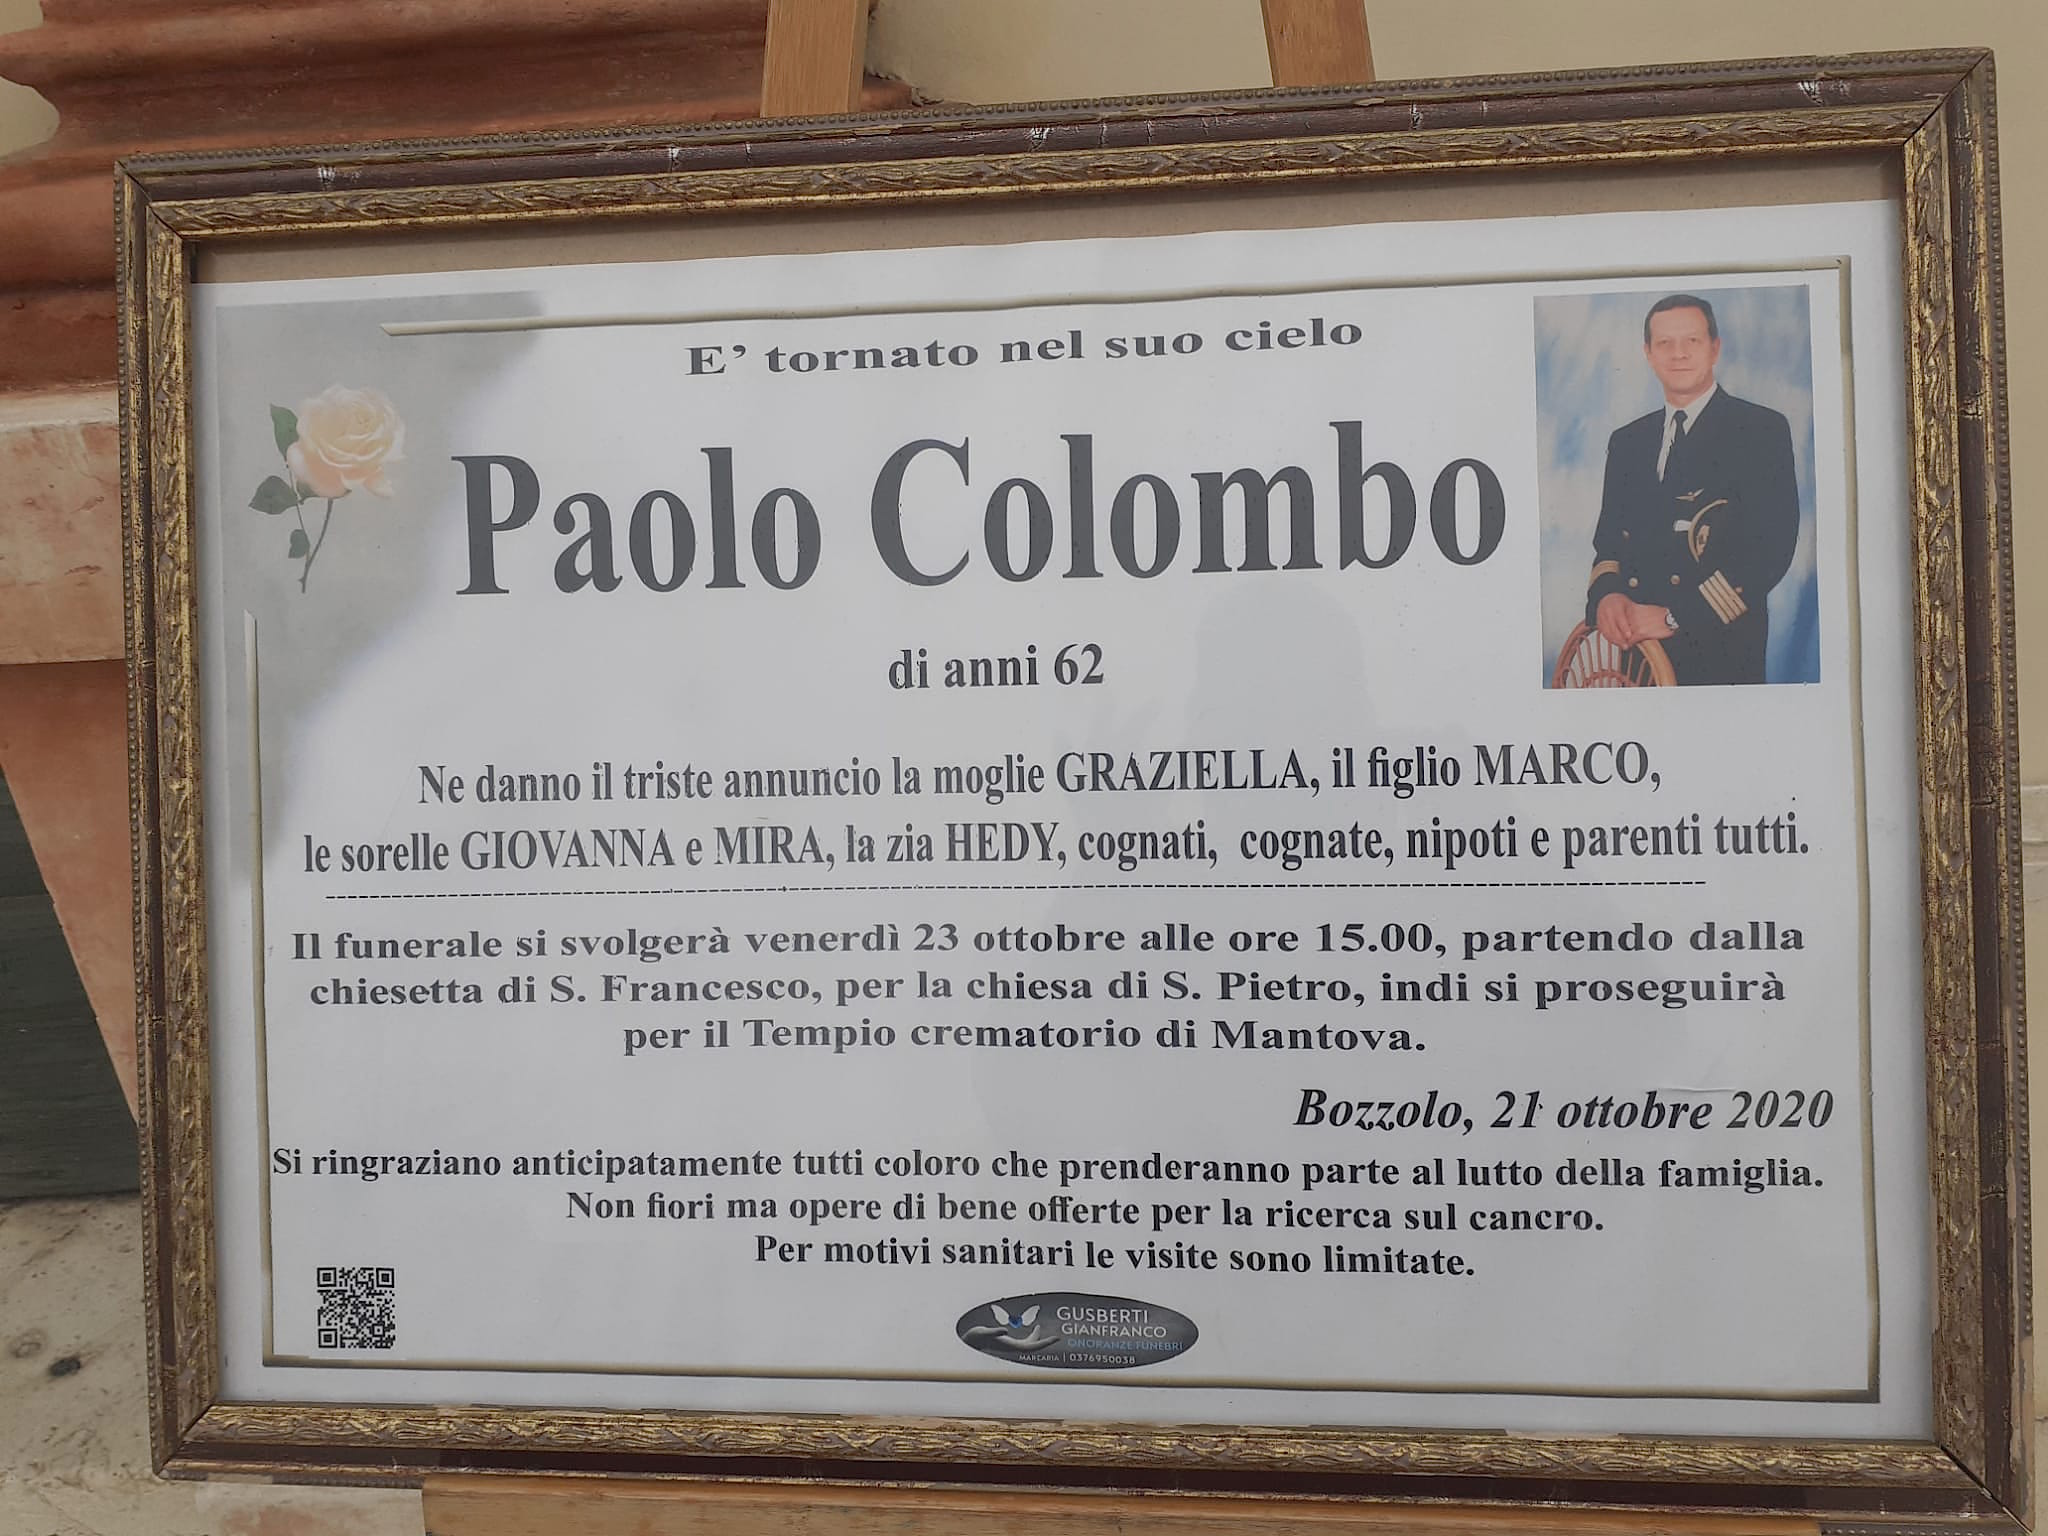 E' tornato nel suo cielo
Paolo Colombo
di anni 62
Ne danno il triste annuncio la moglie GRAZIELLA, il figlio MARCO,
le sorelle GIOVANNA e MIRA, la zia HEDY, cognati, cognate, nipoti e parenti tutti.
Il funerale si svolgerà venerdì 23 ottobre alle ore 15.00, partendo dalla
chiesetta di S. Francesco, per la chiesa di S. Pietro, indi si proseguirà
per il Tempio crematorio di Mantova.
Bozzolo, 21 ottobre 2020
Si ringraziano anticipatamente tutti coloro che prenderanno parte al lutto della famiglia.
Non fiori ma opere di bene offerte per la ricerca sul cancro.
Per motivi sanitari le visite sono limitate.
GUSBERTI
GIANFRANCO
ONORANZE FUNEBRI
MARCARIA | 0376950038